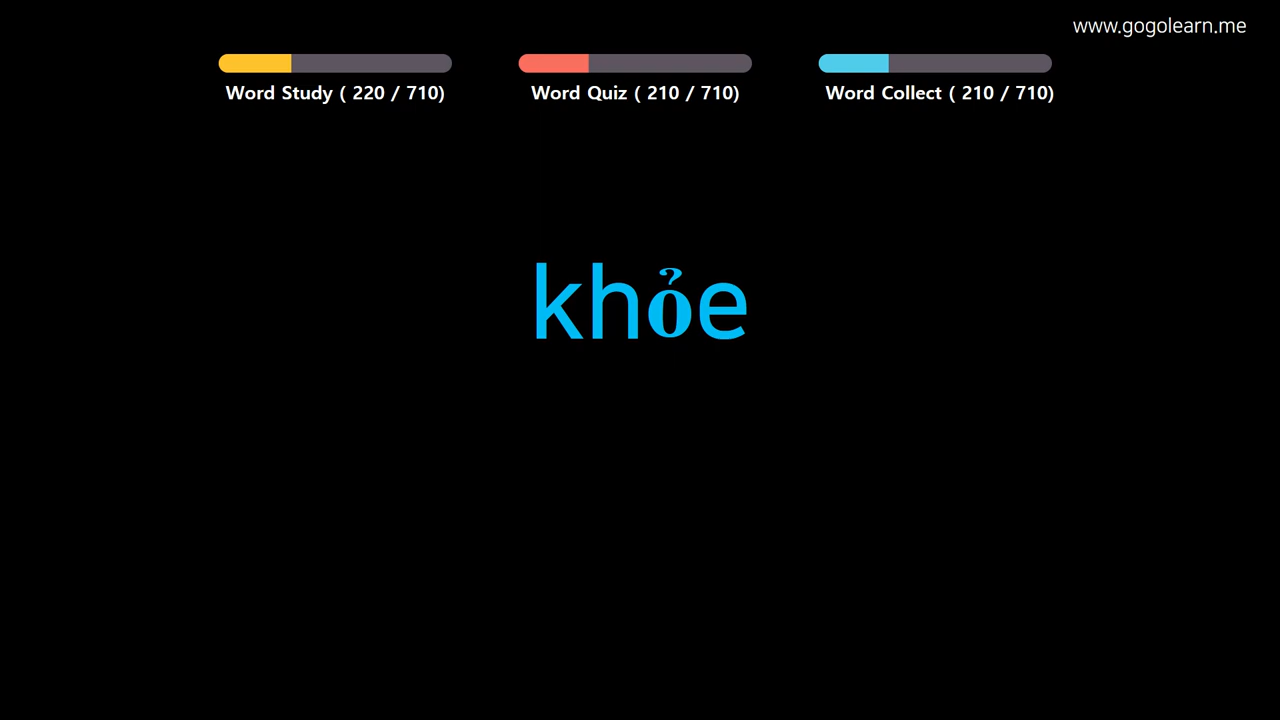 www.gogolearn.me
Word Study ( 220 / 710)
Word Quiz ( 210 / 710)
Word Collect ( 210 / 710)
khỏe